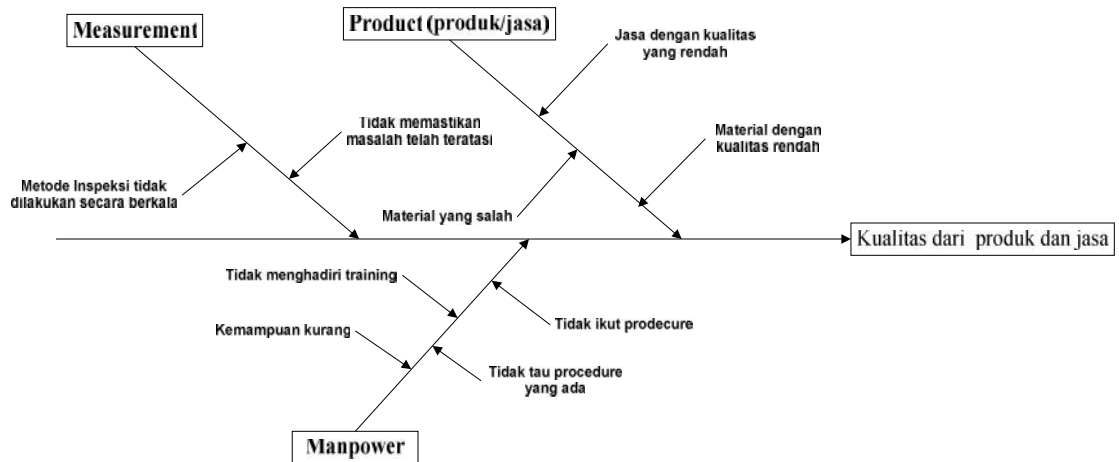 Measurement
Product (produk/jasa)
Jasa dengan kualitas
yang rendah
Tidak memastikan
masalah telah teratasi
Material dengan
kualitas rendah
Metode Inspeksi tidak
dilakukan secara berkala
Material yang salah
Kualitas dari produk dan jasa
Tidak menghadiri training
Tidak ikut prodecure
Kemampuan kurang
Tidak tau procedure
yang ada
Manpower